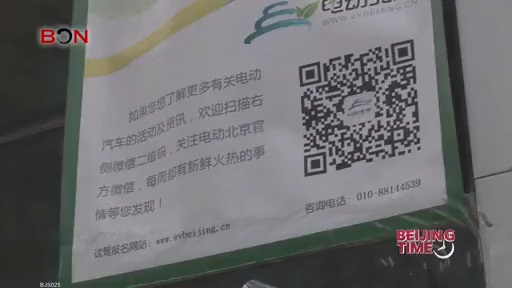 BON
WWW.EVBEIJING.CN
如果您想了解更多有关电动
汽车的活动及资讯，欢迎扫描右
侧微信二维码，关注电动北京官
方微信，每周都有新鲜火热的事
情等您发现！
试驾报名网站：www.evbeijing.cn
咨询电话：010-88144539
BEIJING
TIME
BJS025